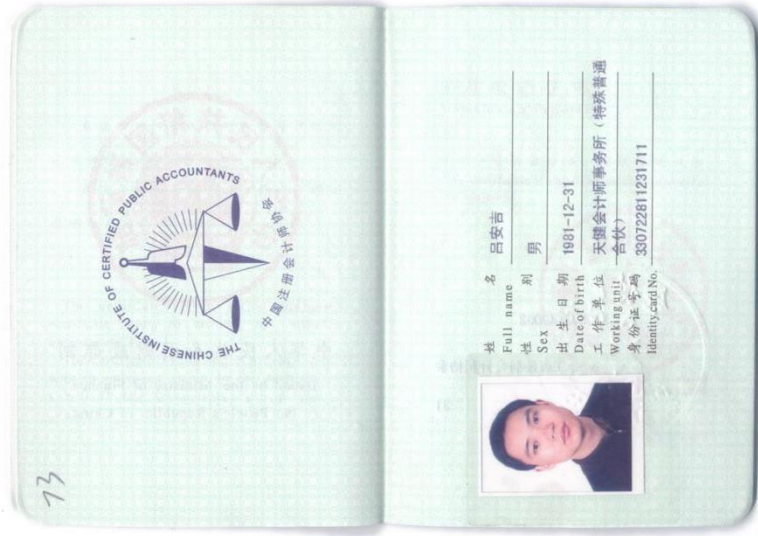 73
THE CHINESE INSTITUTE OF CERTIFIED PUBLIC ACCOUNTANTS
中国注册会计师协会
姓名 吕安吉
Full name
性别 男
Sex
出生日期 1981-12-31
Date of birth
工作单位 天健会计师事务所（特殊普通
Working unit 合伙）
身份证号码 330722811231711
Identity card No.